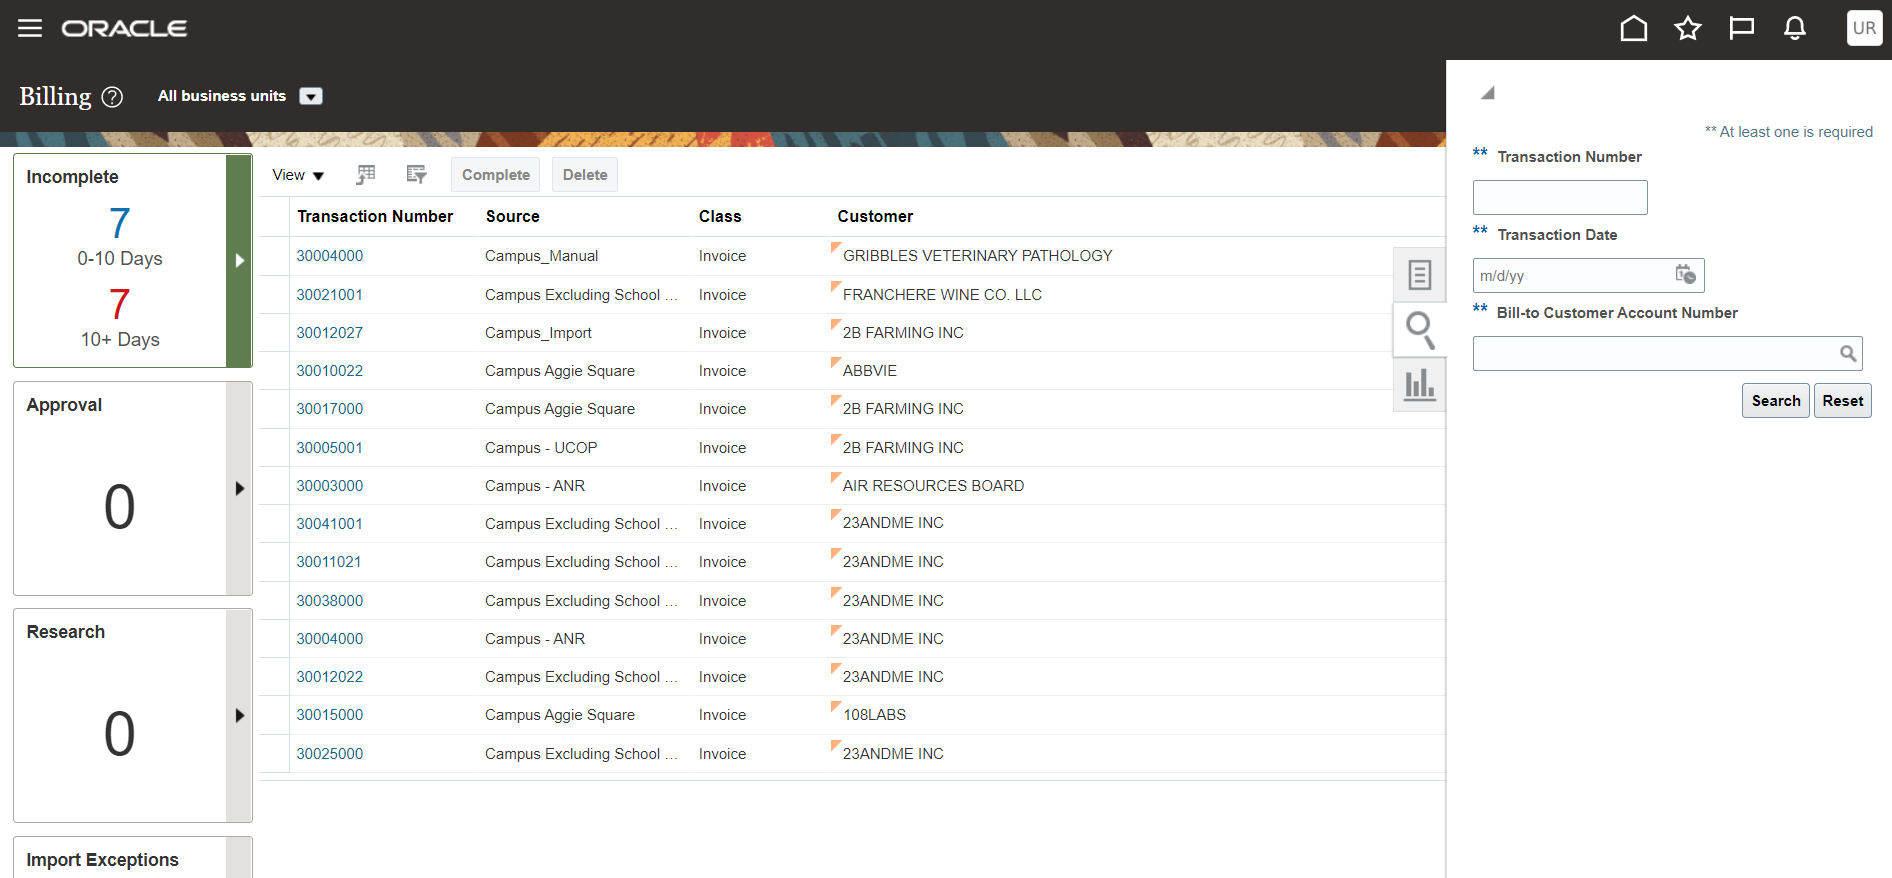 ORACLE
UR
Billing ? All business units
** At least one is required
** Transaction Number
** Transaction Date
m/d/yy
** Bill-to Customer Account Number
Search Reset
Incomplete
7
0-10 Days
7
10+ Days
Approval
0
Research
0
Import Exceptions
View Complete Delete
Transaction Number Source Class Customer
30004000 Campus_Manual Invoice GRIBBLES VETERINARY PATHOLOGY
30021001 Campus Excluding School ... Invoice FRANCHERE WINE CO. LLC
30012027 Campus_Import Invoice 2B FARMING INC
30010022 Campus Aggie Square Invoice ABBVIE
30017000 Campus Aggie Square Invoice 2B FARMING INC
30005001 Campus - UCOP Invoice 2B FARMING INC
30003000 Campus - ANR Invoice AIR RESOURCES BOARD
30041001 Campus Excluding School ... Invoice 23ANDME INC
30011021 Campus Excluding School ... Invoice 23ANDME INC
30038000 Campus Excluding School ... Invoice 23ANDME INC
30004000 Campus - ANR Invoice 23ANDME INC
30012022 Campus Excluding School ... Invoice 23ANDME INC
30015000 Campus Aggie Square Invoice 108LABS
30025000 Campus Excluding School ... Invoice 23ANDME INC